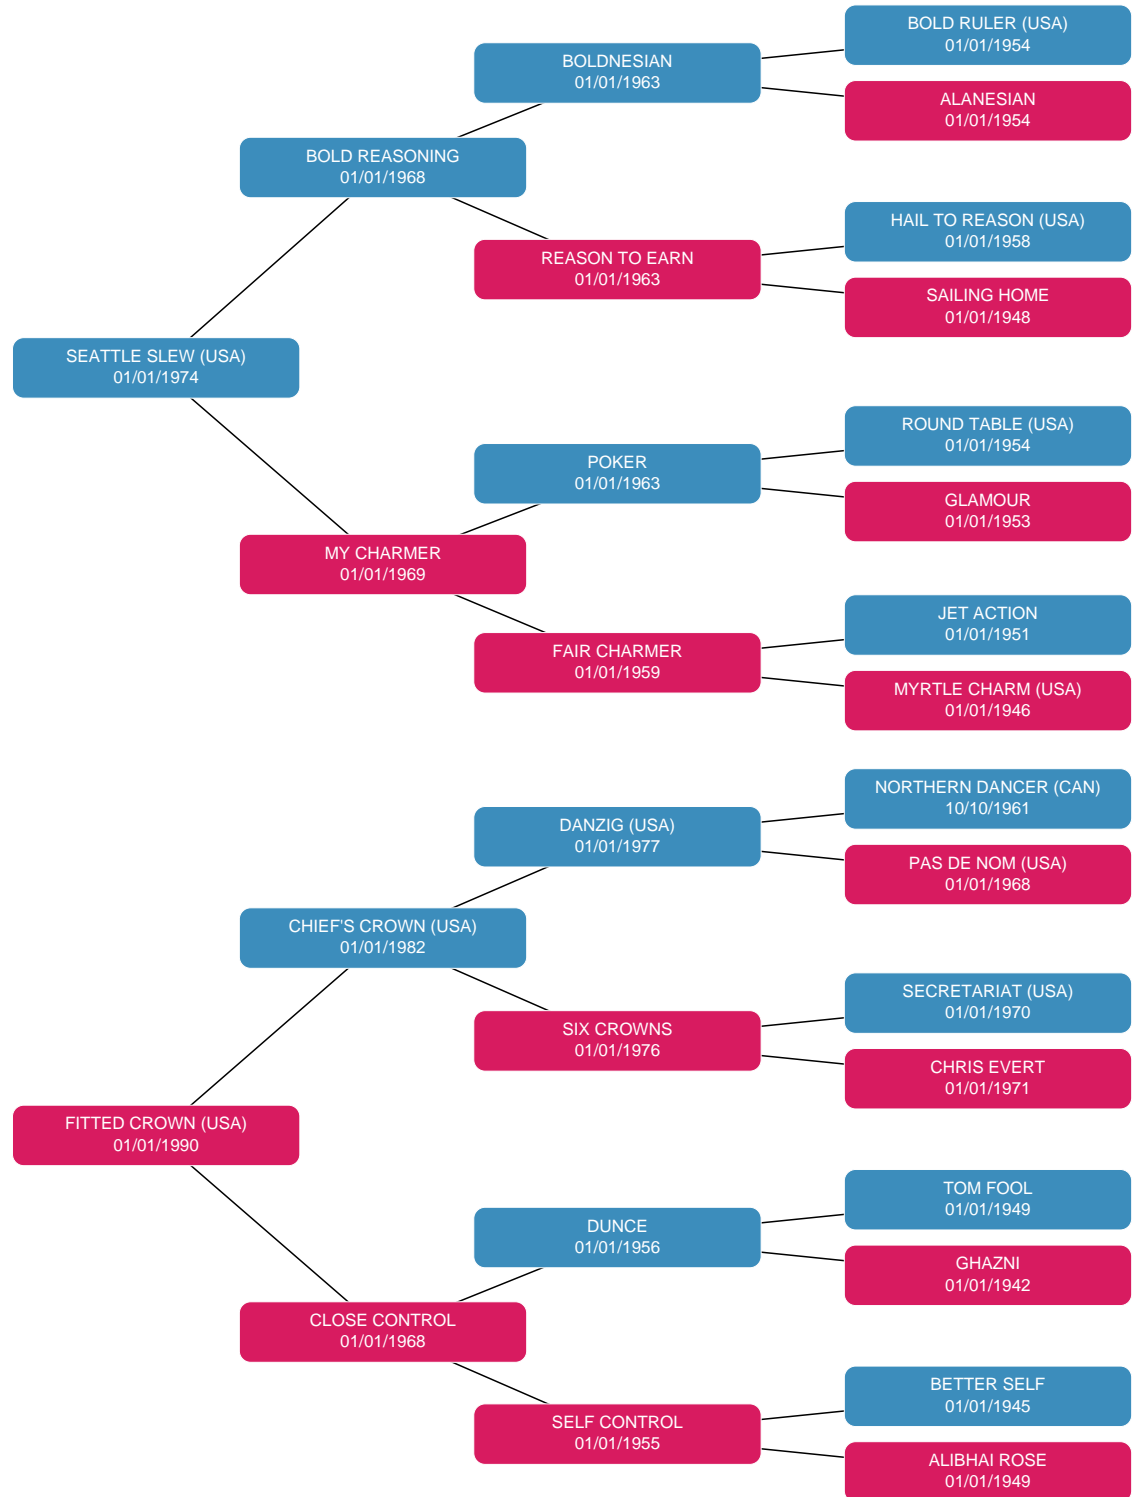 BOLD RULER (USA)
01/01/1954
BOLDNESIAN
01/01/1963
ALANESIAN
01/01/1954
BOLD REASONING
01/01/1968
HAIL TO REASON (USA)
01/01/1958
REASON TO EARN
01/01/1963
SAILING HOME
01/01/1948
SEATTLE SLEW (USA)
01/01/1974
ROUND TABLE (USA)
01/01/1954
POKER
01/01/1963
GLAMOUR
01/01/1953
MY CHARMER
01/01/1969
JET ACTION
01/01/1951
FAIR CHARMER
01/01/1959
MYRTLE CHARM (USA)
01/01/1946
NORTHERN DANCER (CAN)
10/10/1961
DANZIG (USA)
01/01/1977
PAS DE NOM (USA)
01/01/1968
CHIEF'S CROWN (USA)
01/01/1982
SECRETARIAT (USA)
01/01/1970
SIX CROWNS
01/01/1976
CHRIS EVERT
01/01/1971
FITTED CROWN (USA)
01/01/1990
TOM FOOL
01/01/1949
DUNCE
01/01/1956
GHAZNI
01/01/1942
CLOSE CONTROL
01/01/1968
BETTER SELF
01/01/1945
SELF CONTROL
01/01/1955
ALIBHAI ROSE
01/01/1949